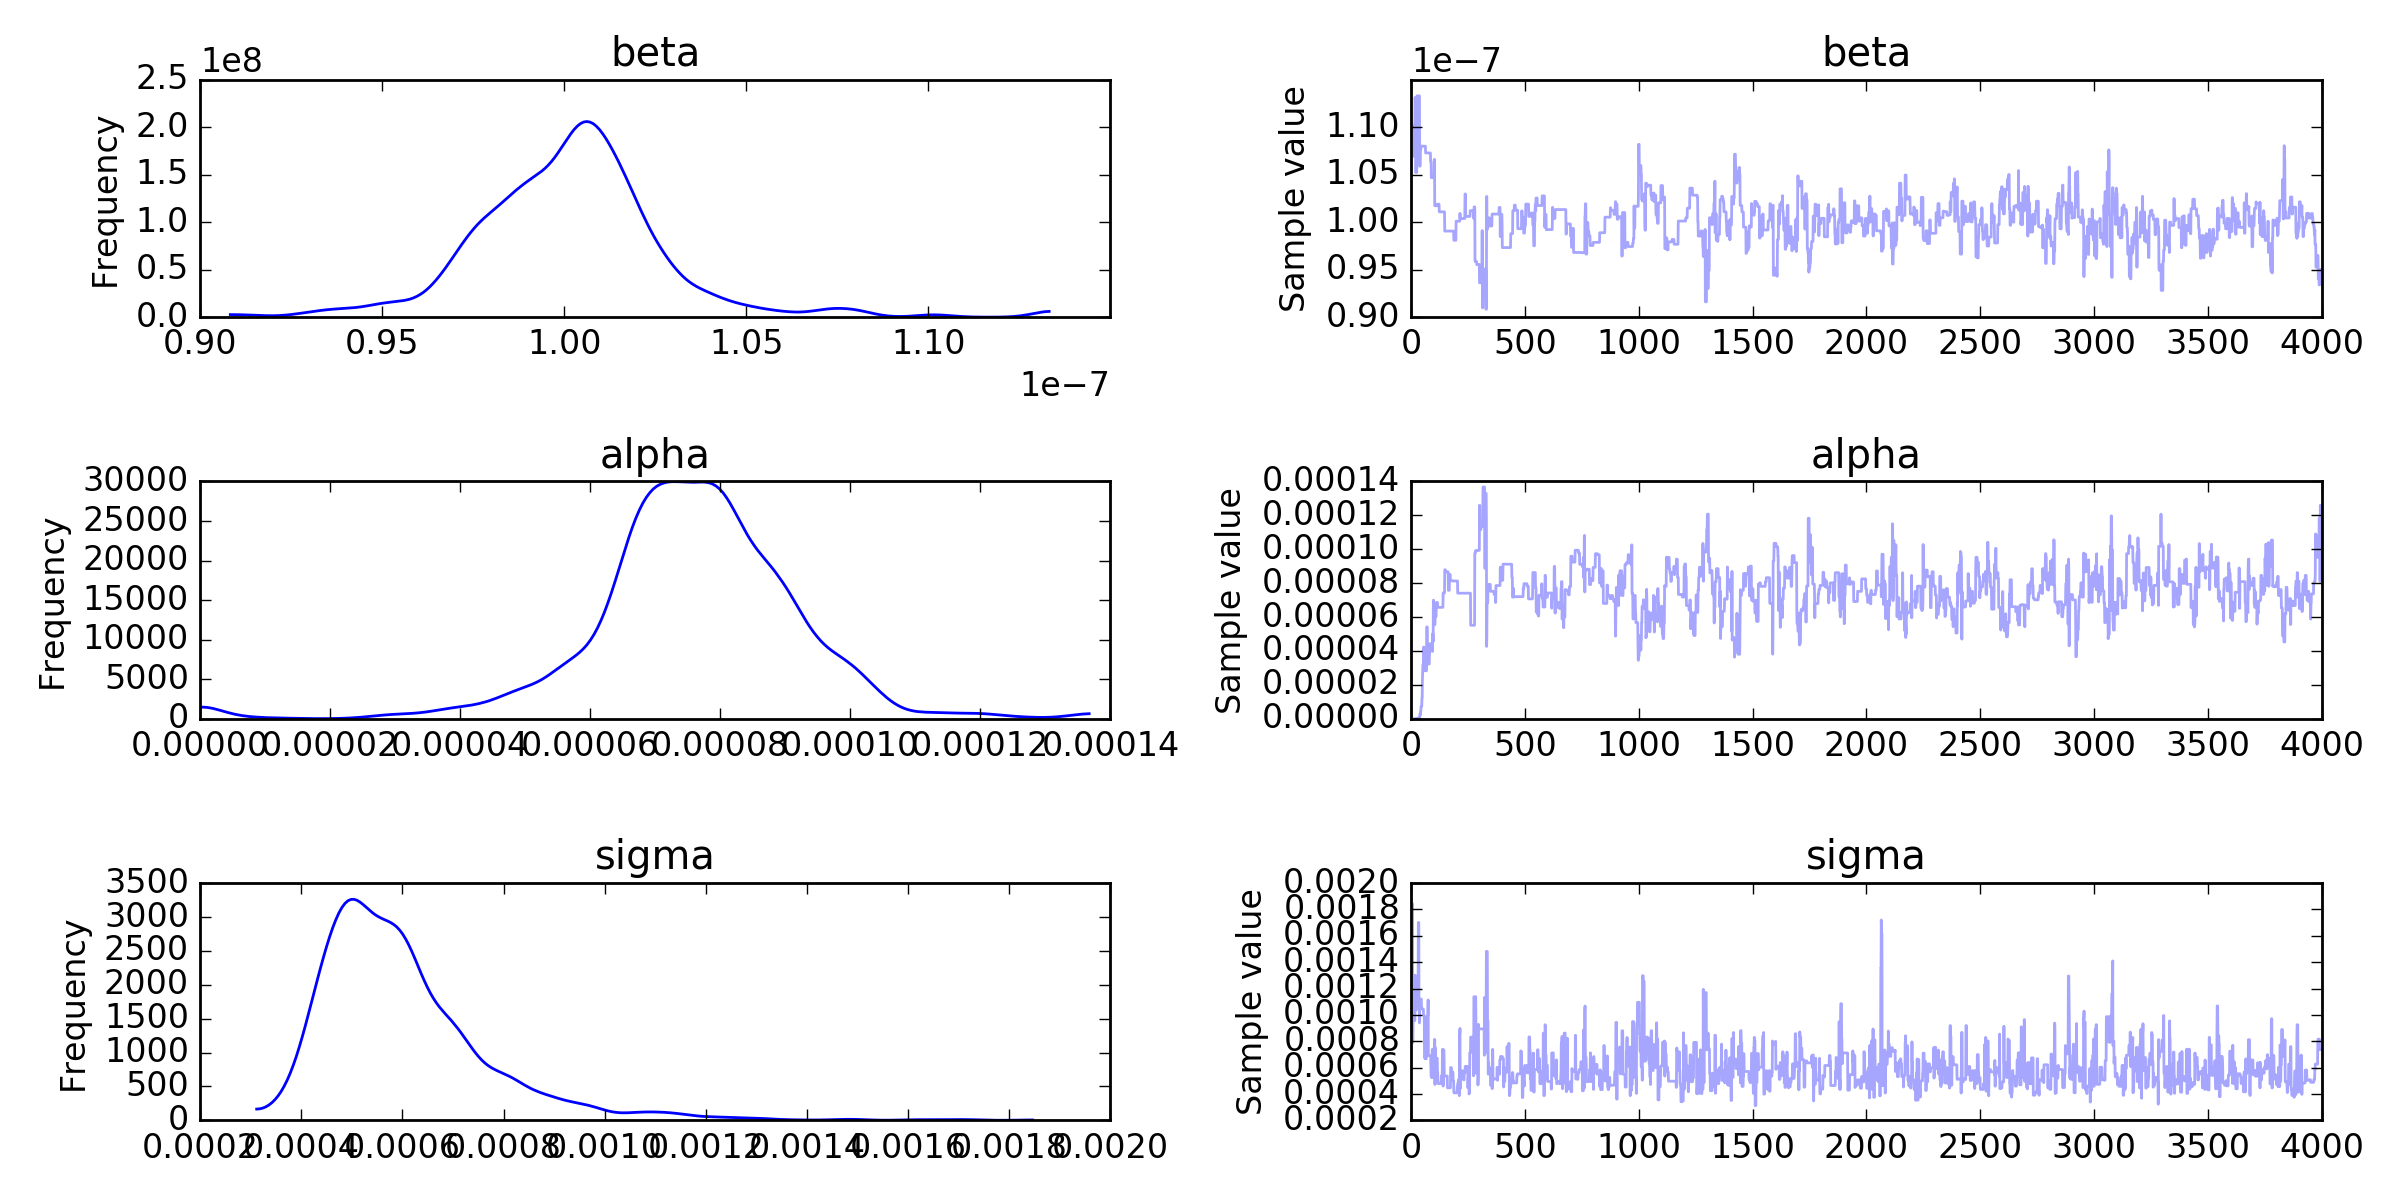 beta
1e8
2.5
2.0
1.5
1.0
0.5
0.0
Frequency
0.90 0.95 1.00 1.05 1.10
1e−7
beta
1e−7
1.10
1.05
1.00
0.95
0.90
Sample value
0 500 1000 1500 2000 2500 3000 3500 4000
alpha
30000
25000
20000
15000
10000
5000
0
Frequency
0.00000 0.00002 0.00004 0.00006 0.00008 0.00010 0.00012 0.00014
alpha
0.00014
0.00012
0.00010
0.00008
0.00006
0.00004
0.00002
0.00000
Sample value
0 500 1000 1500 2000 2500 3000 3500 4000
sigma
3500
3000
2500
2000
1500
1000
500
0
Frequency
0.0002 0.0004 0.0006 0.0008 0.0010 0.0012 0.0014 0.0016 0.0018 0.0020
sigma
0.0020
0.0018
0.0016
0.0014
0.0012
0.0010
0.0008
0.0006
0.0004
0.0002
Sample value
0 500 1000 1500 2000 2500 3000 3500 4000